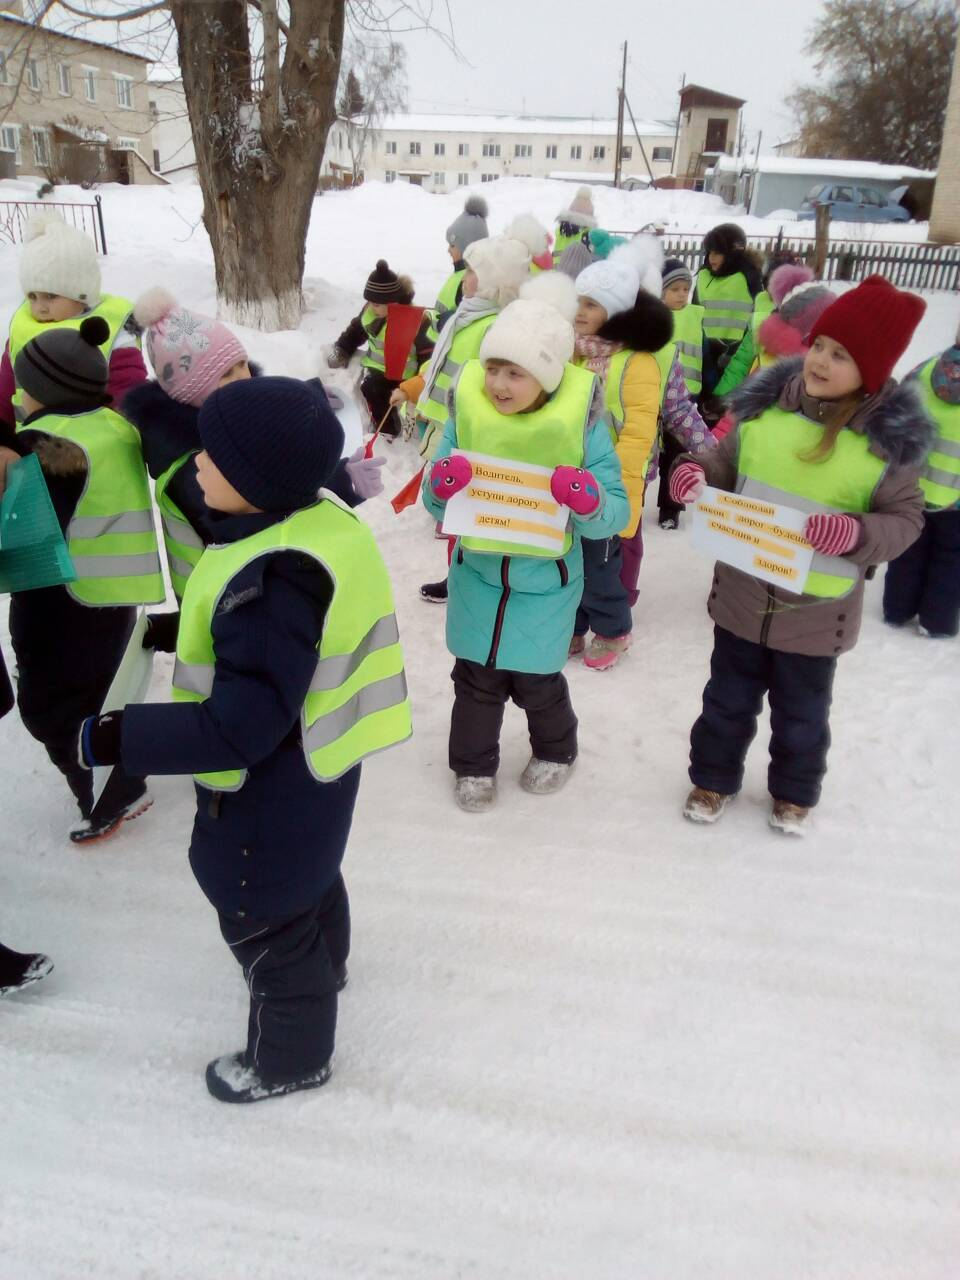 Водитель,
уступи дорогу
детям!
Соблюдай
закон дорог -будешь
счастлив и
здоров!